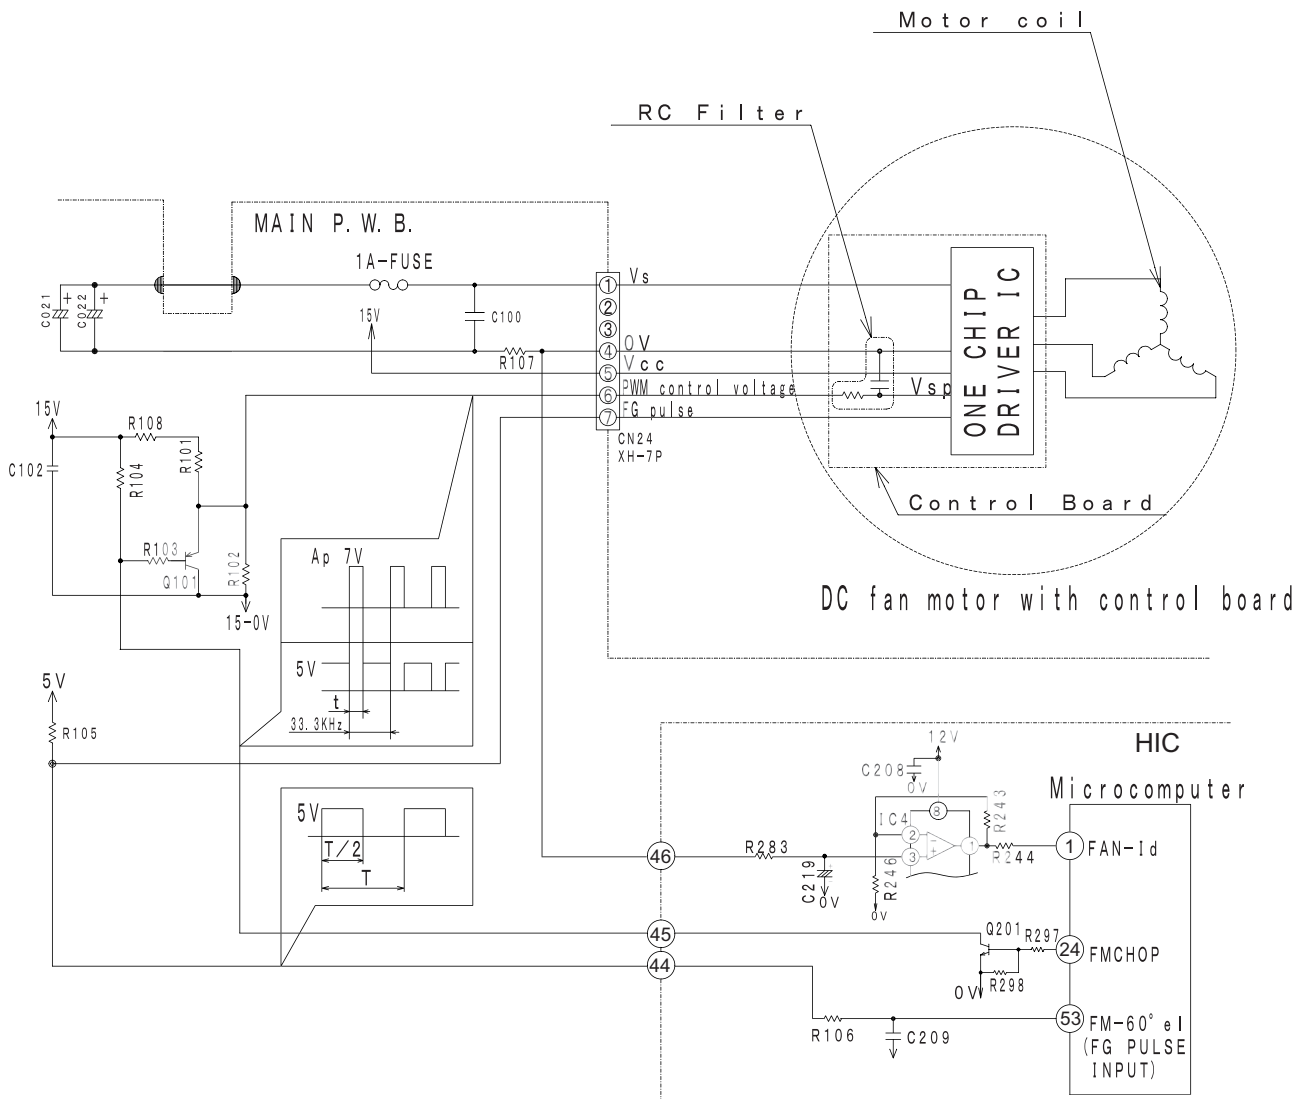 Motor coil
RC Filter
MAIN P. W. B.
1A-FUSE
C021
+
C022
+
15V
C100
R107
1
2
3
4
5
6
7
Vs
0V
Vcc
PWM control voltage
FG pulse
CN24
XH-7P
Vsp
ONE CHIP
DRIVER IC
Control Board
DC fan motor with control board
15V
R108
R101
C102
R104
R103
Q101
R102
15-0V
Ap 7V
5V
t
33. 3KHz
5V
R105
5V
T/2
T
HIC
Microcomputer
12V
C208
0V
R243
IC4
8
2
3
1
-
+
R244
1
FAN-Id
46
R283
C219
0V
R246
0V
45
Q201
R297
24
FMCHOP
R298
0V
44
R106
C209
53
FM-60° el
(FG PULSE
INPUT)